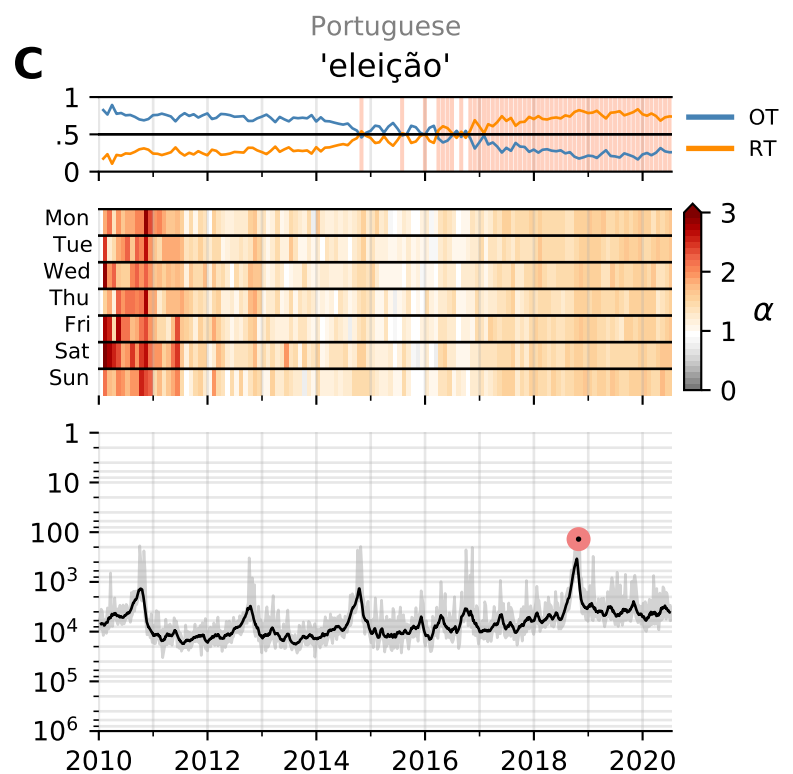 Portuguese
C
'eleição'
1
.5
0
OT
RT
Mon
Tue
Wed
Thu
Fri
Sat
Sun
3
2
1
0
α
1
10
100
10³
10⁴
10⁵
10⁶
2010 2012 2014 2016 2018 2020